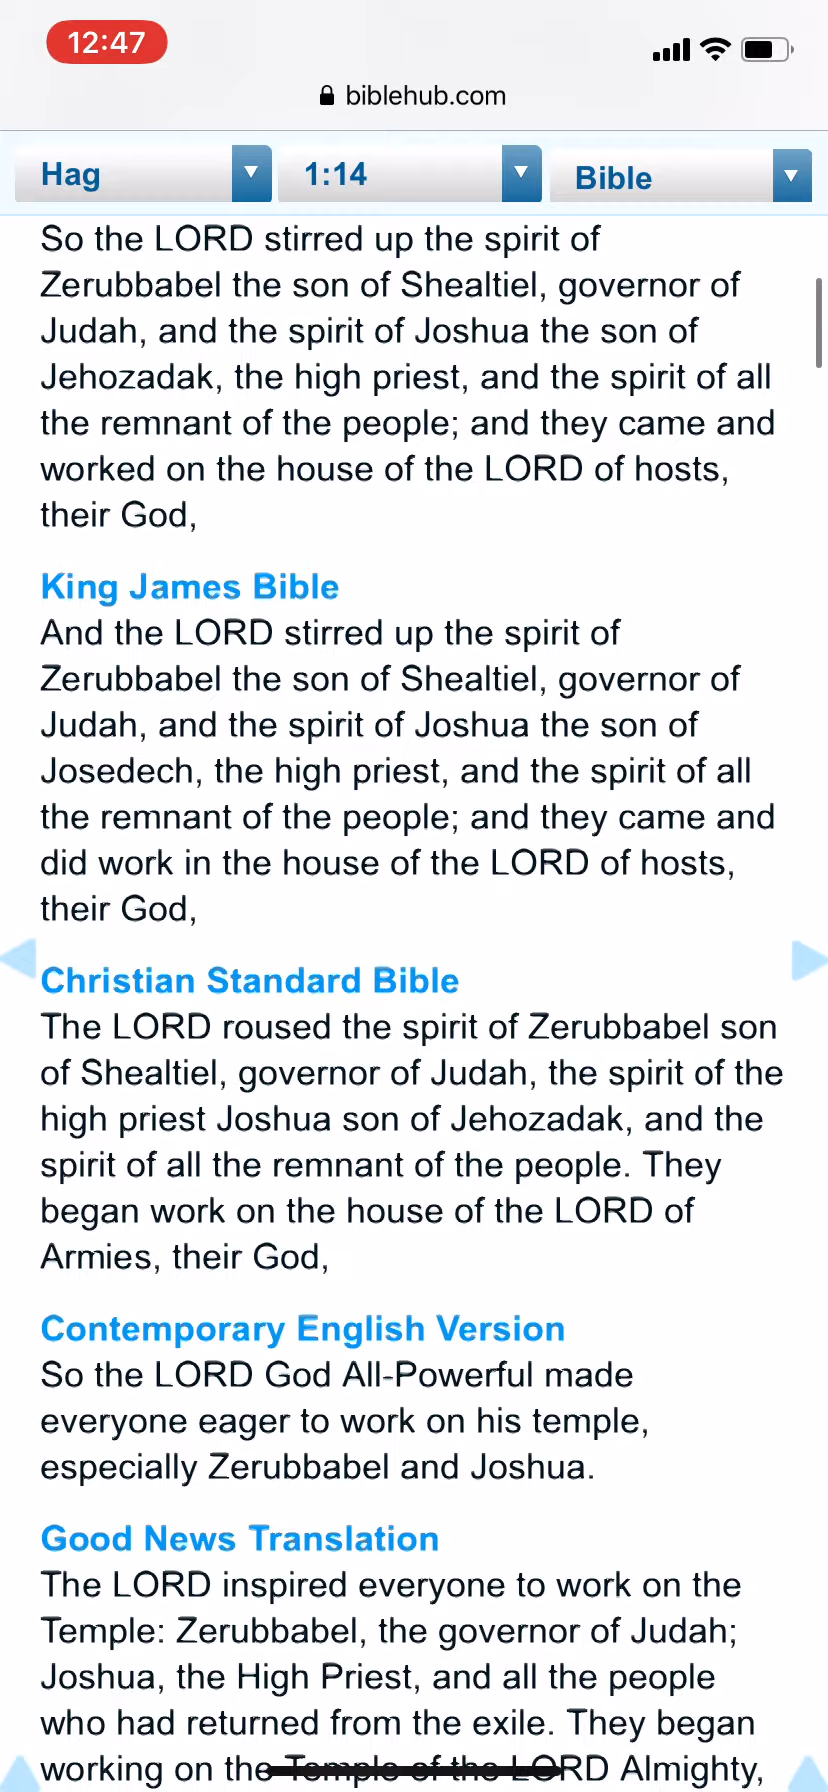 12:47
biblehub.com
Hag 1:14 Bible
So the LORD stirred up the spirit of
Zerubbabel the son of Shealtiel, governor of
Judah, and the spirit of Joshua the son of
Jehozadak, the high priest, and the spirit of all
the remnant of the people; and they came and
worked on the house of the LORD of hosts,
their God,
King James Bible
And the LORD stirred up the spirit of
Zerubbabel the son of Shealtiel, governor of
Judah, and the spirit of Joshua the son of
Josedech, the high priest, and the spirit of all
the remnant of the people; and they came and
did work in the house of the LORD of hosts,
their God,
Christian Standard Bible
The LORD roused the spirit of Zerubbabel son
of Shealtiel, governor of Judah, the spirit of the
high priest Joshua son of Jehozadak, and the
spirit of all the remnant of the people. They
began work on the house of the LORD of
Armies, their God,
Contemporary English Version
So the LORD God All-Powerful made
everyone eager to work on his temple,
especially Zerubbabel and Joshua.
Good News Translation
The LORD inspired everyone to work on the
Temple: Zerubbabel, the governor of Judah;
Joshua, the High Priest, and all the people
who had returned from the exile. They began
working on the Temple of the LORD Almighty,